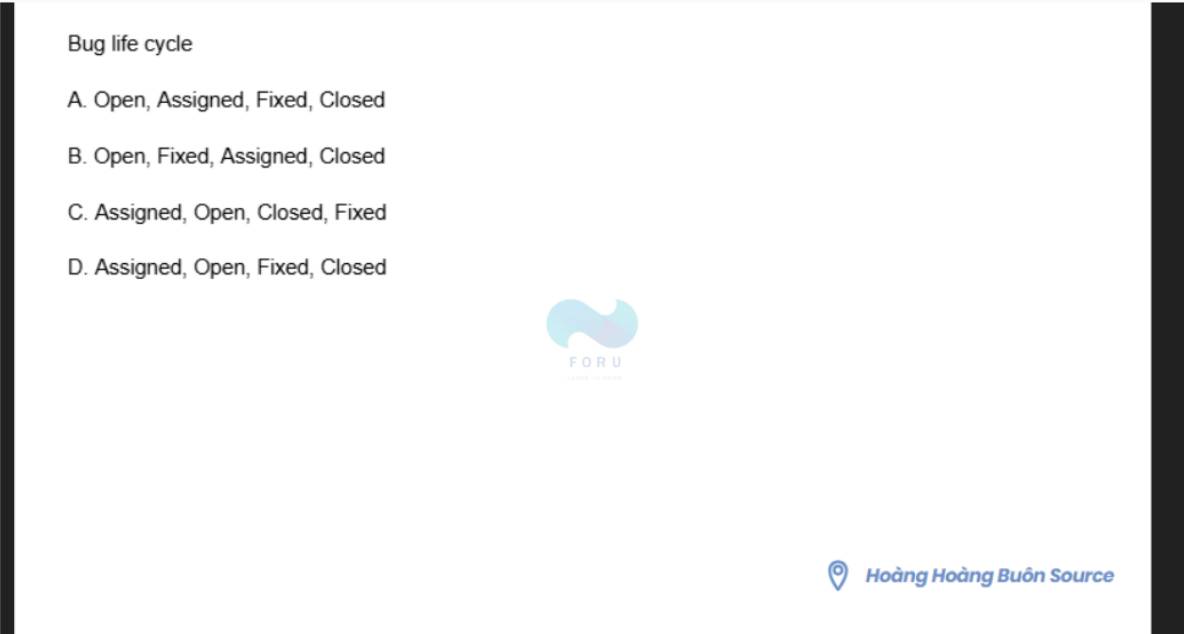 Bug life cycle
A. Open, Assigned, Fixed, Closed
B. Open, Fixed, Assigned, Closed
C. Assigned, Open, Closed, Fixed
D. Assigned, Open, Fixed, Closed
FORU
Hoàng Hoàng Buôn Source